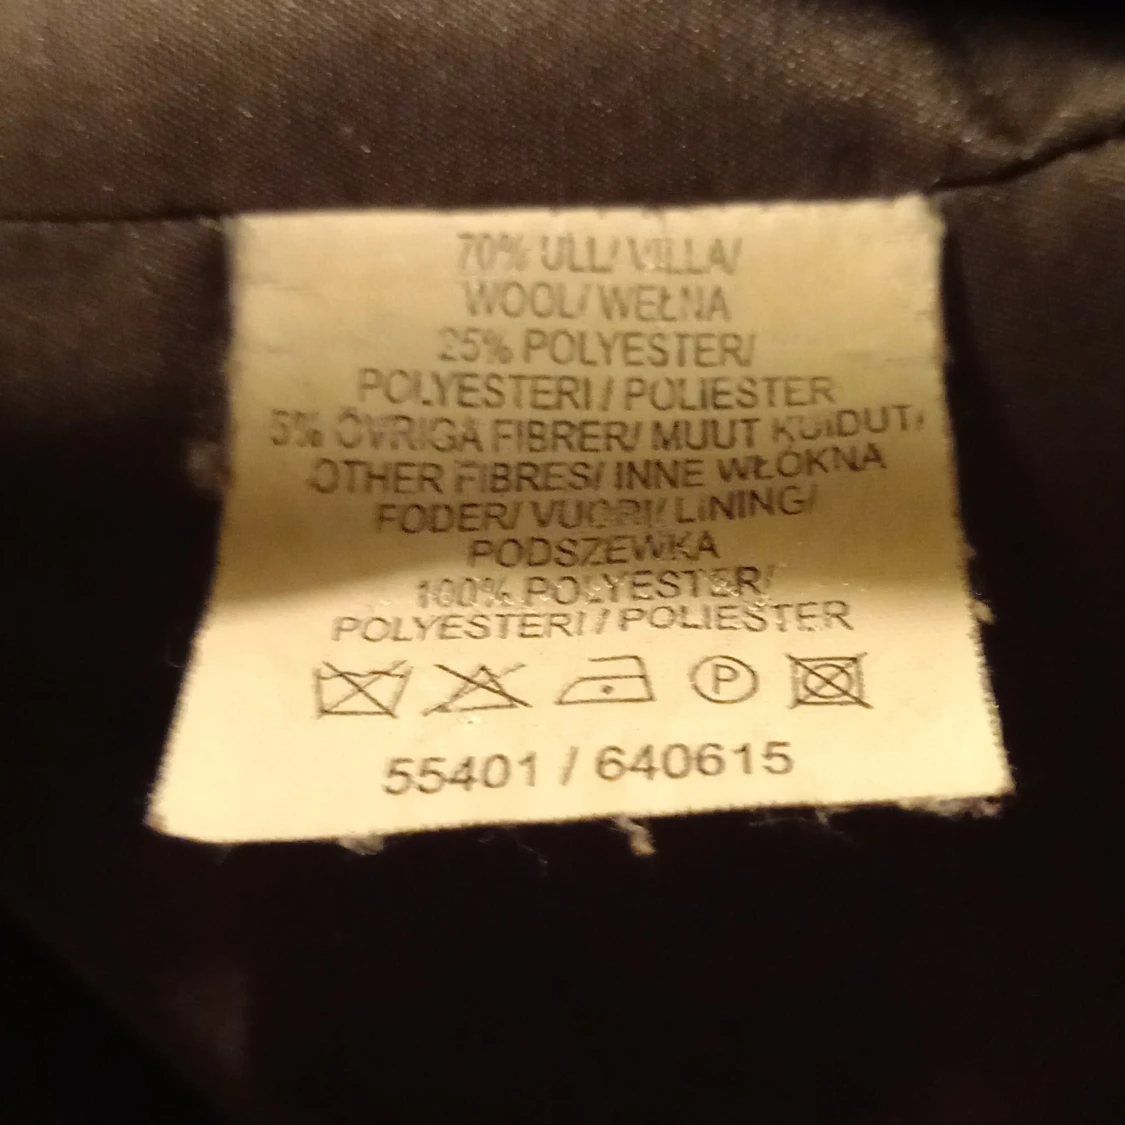 70% ULL/ VILLA/
WOOL/ WEŁNA
25% POLYESTER/
POLYESTERI / POLIESTER
5% ÖVRIGA FIBRER/ MUUT KUIDUT/
OTHER FIBRES/ INNE WŁÓKNA
FODER/ VUORI/ LINING/
PODSZEWKA
100% POLYESTER/
POLYESTERI / POLIESTER
P
55401 / 640615